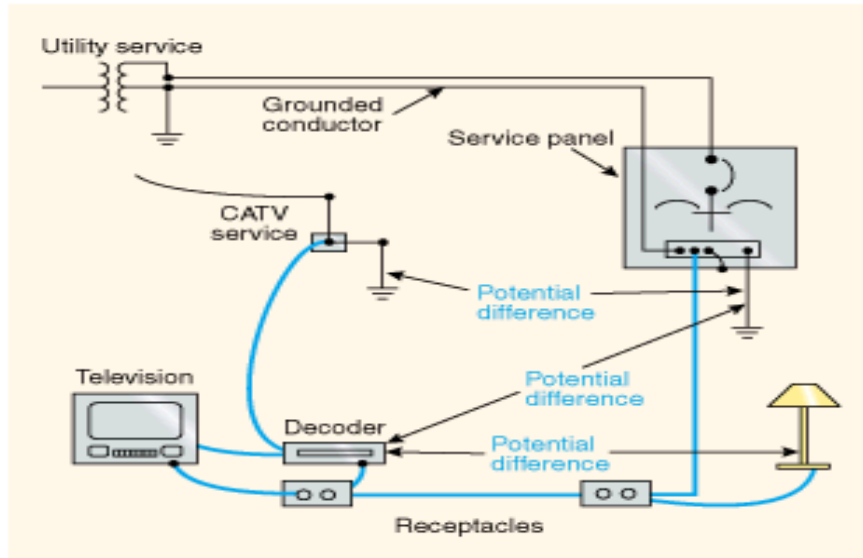 Utility service
Grounded
conductor
Service panel
CATV
service
Potential
difference
Television
Potential
difference
Decoder
Potential
difference
Receptacles